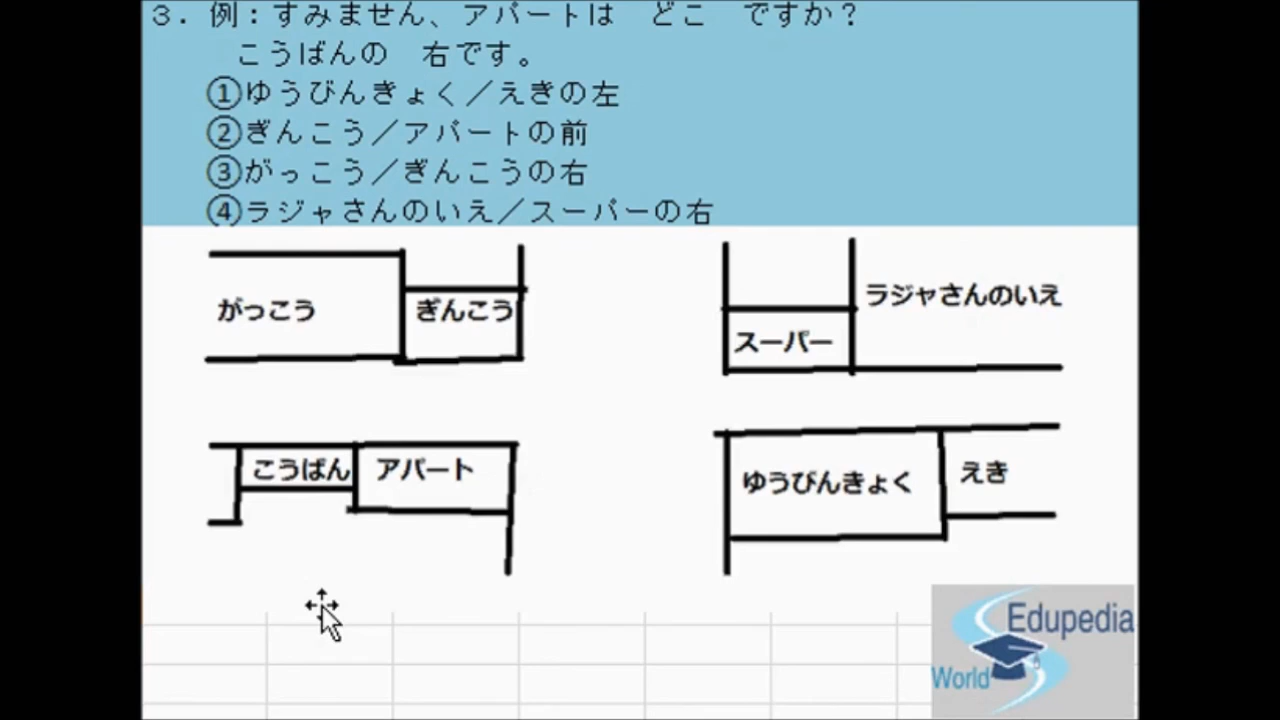 ３．例：すみません、アパートは　どこ　ですか？
こうばんの　右です。
①ゆうびんきょく／えきの左
②ぎんこう／アパートの前
③がっこう／ぎんこうの右
④ラジャさんのいえ／スーパーの右
がっこう
ぎんこう
スーパー
ラジャさんのいえ
こうばん
アパート
ゆうびんきょく
えき
Edupedia
World